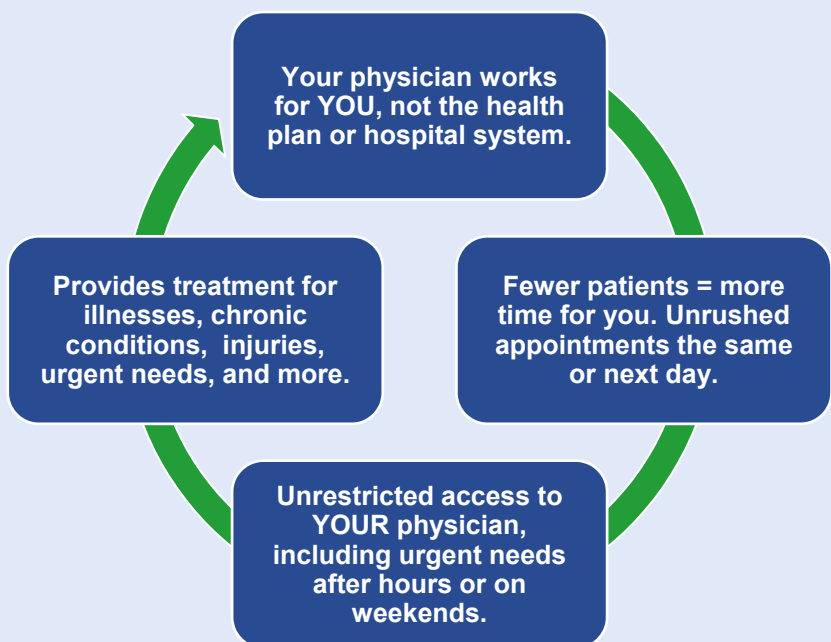 Your physician works
for YOU, not the health
plan or hospital system.
Fewer patients = more
time for you. Unrushed
appointments the same
or next day.
Unrestricted access to
YOUR physician,
including urgent needs
after hours or on
weekends.
Provides treatment for
illnesses, chronic
conditions, injuries,
urgent needs, and more.